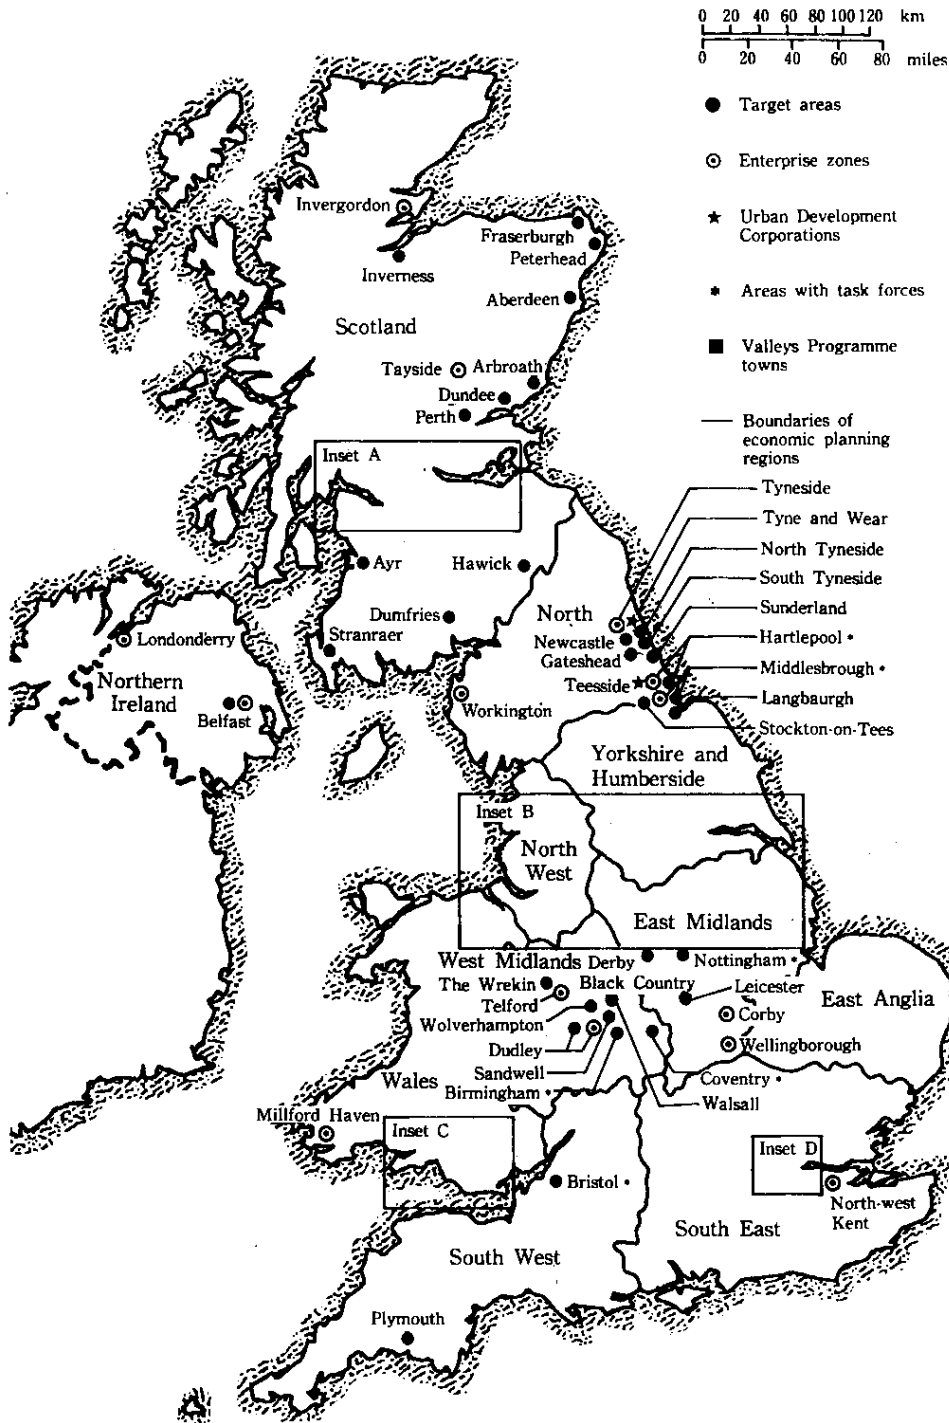 0 20 40 60 80 100 120 km
0 20 40 60 80 miles
Target areas
Enterprise zones
Urban Development
Corporations
Areas with task forces
Valleys Programme
towns
Boundaries of
economic planning
regions
Invergordon
Fraserburgh
Peterhead
Inverness
Aberdeen
Scotland
Tayside
Arbroath
Dundee
Perth
Inset A
Tyneside
Tyne and Wear
North Tyneside
South Tyneside
Sunderland
Hartlepool
Middlesbrough
Langbaurgh
Stockton-on-Tees
Ayr
Hawick
Dumfries
Stranraer
North
Newcastle
Gateshead
Teesside
Londonderry
Northern
Ireland
Belfast
Workington
Yorkshire and
Humberside
Inset B
North
West
East Midlands
West Midlands
Derby
Nottingham
The Wrekin
Black Country
Leicester
East Anglia
Telford
Corby
Wolverhampton
Wellingborough
Dudley
Sandwell
Wales
Birmingham
Coventry
Walsall
Millford Haven
Inset C
Inset D
Bristol
North-west
Kent
South East
South West
Plymouth